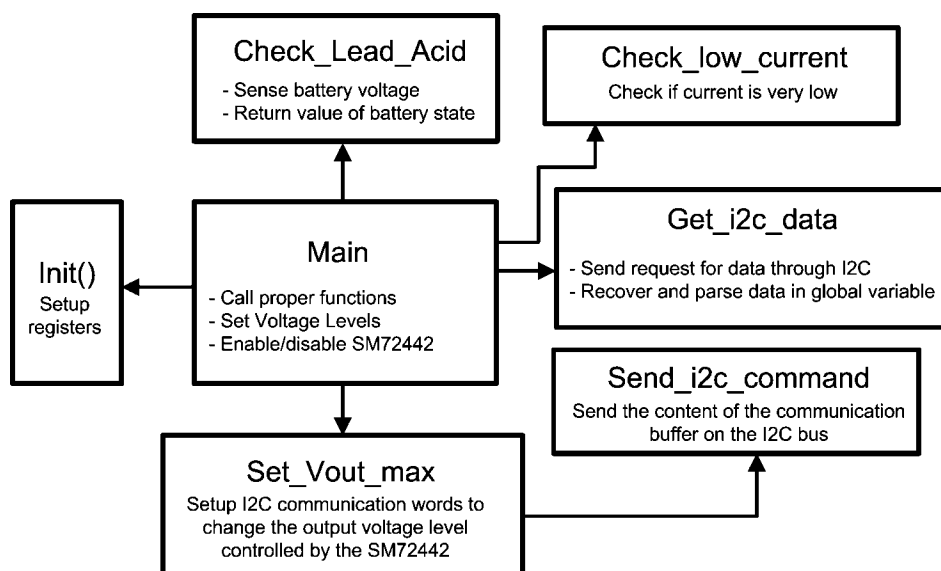 Check_Lead_Acid
- Sense battery voltage
- Return value of battery state
Check_low_current
Check if current is very low
Init()
Setup
registers
Main
- Call proper functions
- Set Voltage Levels
- Enable/disable SM72442
Get_i2c_data
- Send request for data through I2C
- Recover and parse data in global variable
Send_i2c_command
Send the content of the communication
buffer on the I2C bus
Set_Vout_max
Setup I2C communication words to
change the output voltage level
controlled by the SM72442